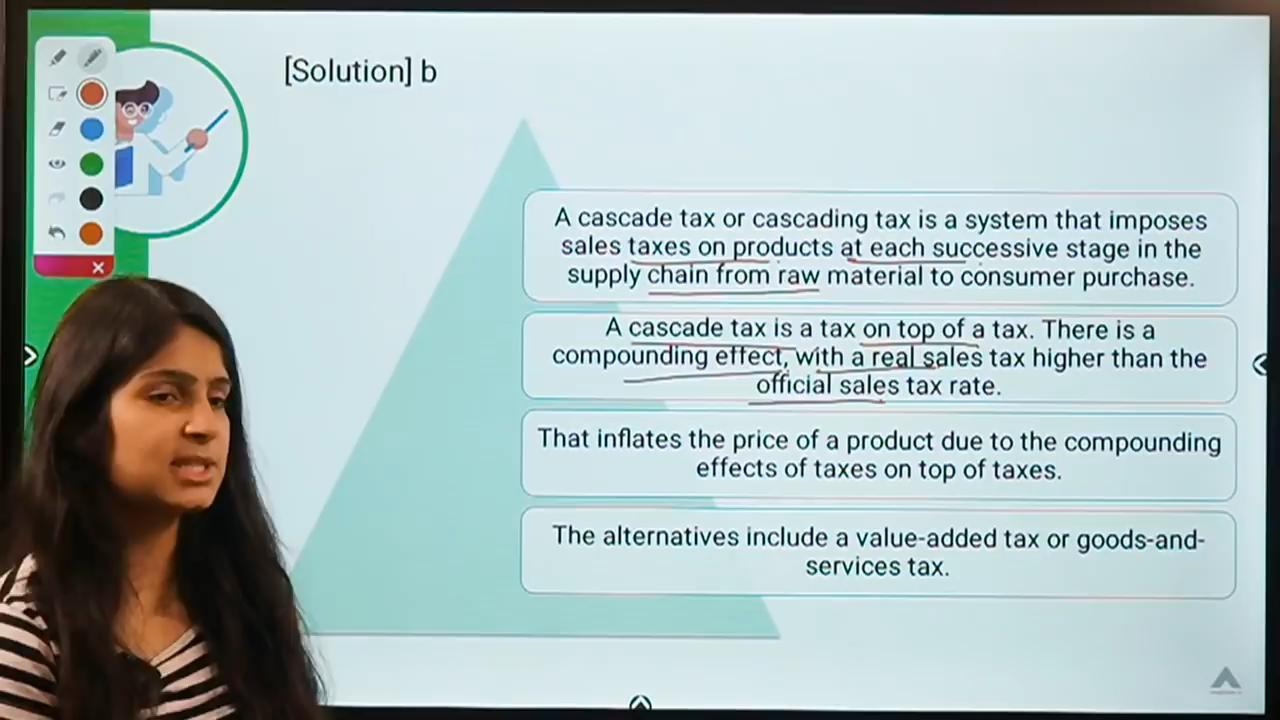 [Solution] b
A cascade tax or cascading tax is a system that imposes
sales taxes on products at each successive stage in the
supply chain from raw material to consumer purchase.
A cascade tax is a tax on top of a tax. There is a
compounding effect, with a real sales tax higher than the
official sales tax rate.
That inflates the price of a product due to the compounding
effects of taxes on top of taxes.
The alternatives include a value-added tax or goods-and-
services tax.